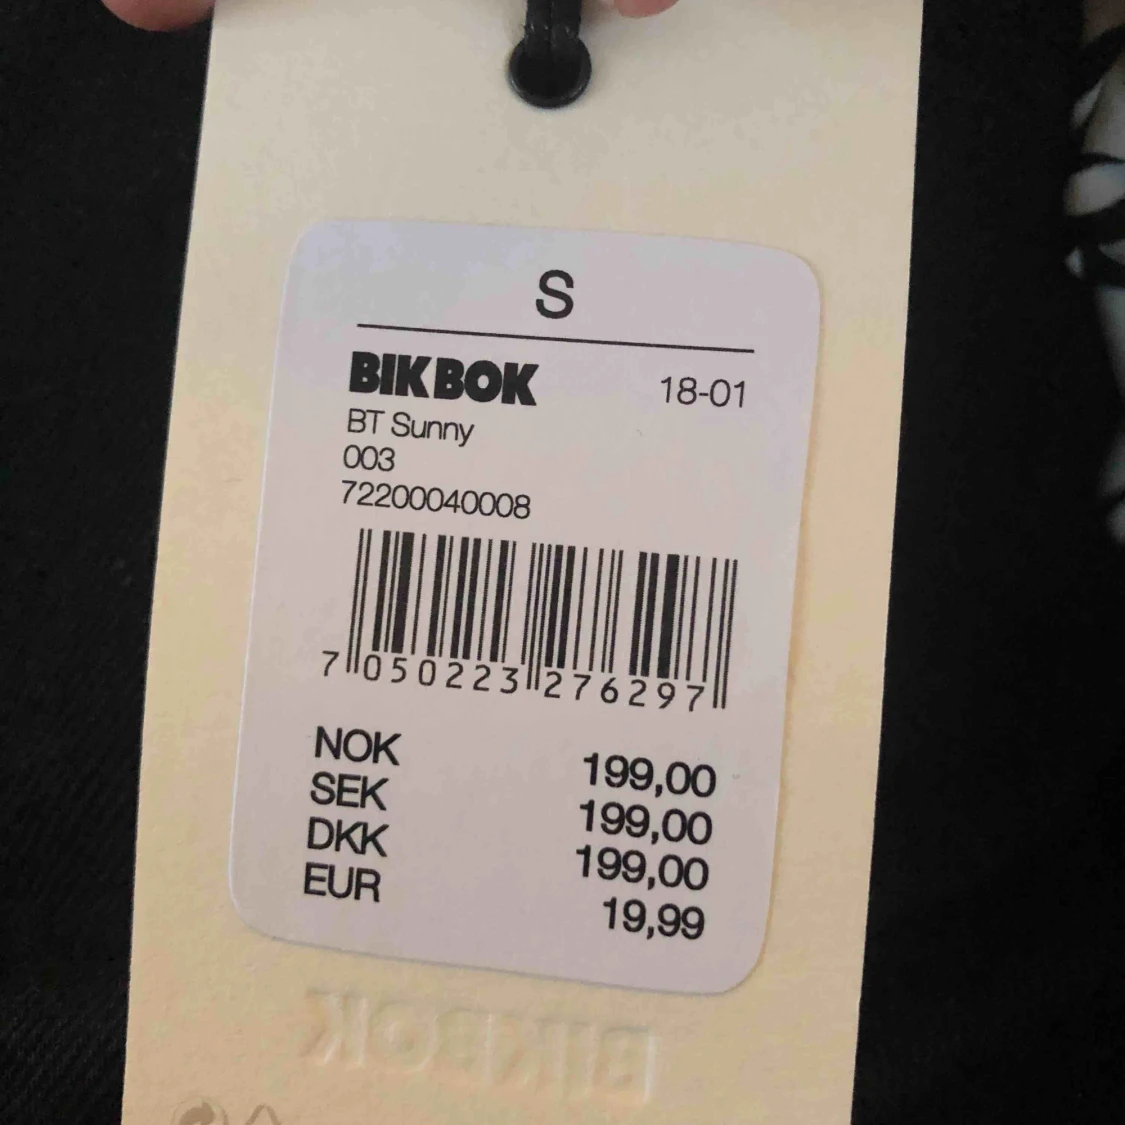 S
BIKBOK 18-01
BT Sunny
003
72200040008
7 050223 276297
NOK 199,00
SEK 199,00
DKK 199,00
EUR 19,99
BIKBOK